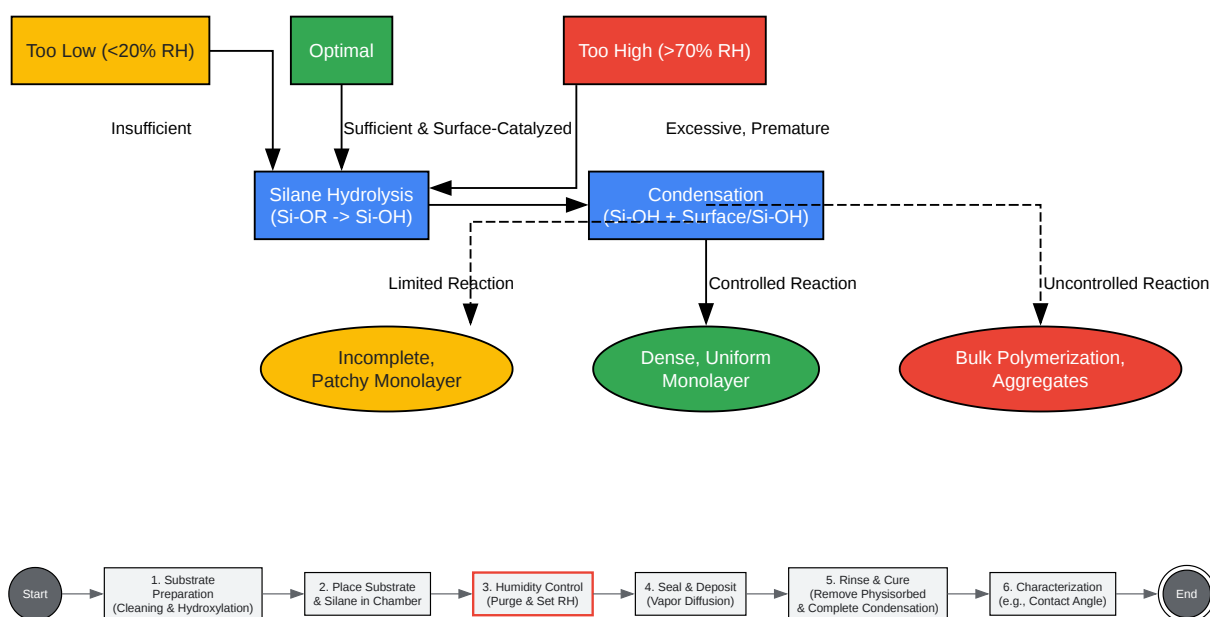 Too Low (<20% RH)
Optimal
Too High (>70% RH)
Insufficient
Sufficient & Surface-Catalyzed
Excessive, Premature
Silane Hydrolysis
(Si-OR -> Si-OH)
Condensation
(Si-OH + Surface/Si-OH)
Limited Reaction
Controlled Reaction
Uncontrolled Reaction
Incomplete,
Patchy Monolayer
Dense, Uniform
Monolayer
Bulk Polymerization,
Aggregates
Start
1. Substrate
Preparation
(Cleaning & Hydroxylation)
2. Place Substrate
& Silane in Chamber
3. Humidity Control
(Purge & Set RH)
4. Seal & Deposit
(Vapor Diffusion)
5. Rinse & Cure
(Remove Physisorbed
& Complete Condensation)
6. Characterization
(e.g., Contact Angle)
End